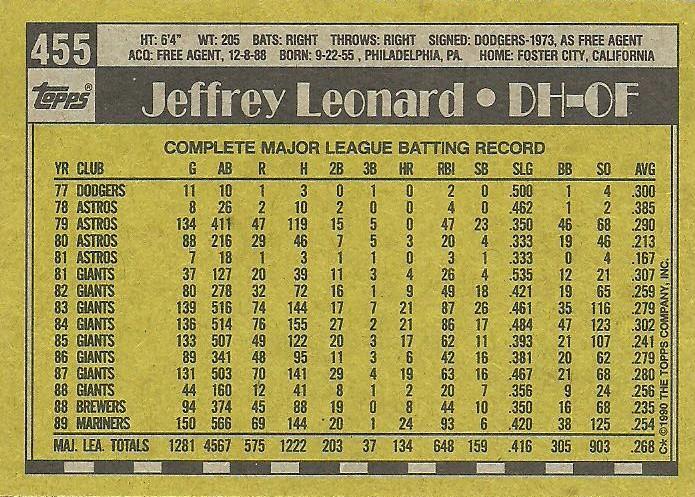 455
HT: 6'4" WT: 205 BATS: RIGHT THROWS: RIGHT SIGNED: DODGERS-1973, AS FREE AGENT
ACQ: FREE AGENT, 12-8-88 BORN: 9-22-55, PHILADELPHIA, PA. HOME: FOSTER CITY, CALIFORNIA
TOPPS®
Jeffrey Leonard • DH-OF
COMPLETE MAJOR LEAGUE BATTING RECORD
YR CLUB G AB R H 2B 3B HR RBI SB SLG BB SO AVG
77 DODGERS 11 10 1 3 0 1 0 2 0 .500 1 4 .300
78 ASTROS 8 26 2 10 2 0 0 4 0 .462 1 2 .385
79 ASTROS 134 411 47 119 15 5 0 47 23 .350 46 68 .290
80 ASTROS 88 216 29 46 7 5 3 20 4 .333 19 46 .213
81 ASTROS 7 18 1 3 1 1 0 3 1 .333 0 4 .167
81 GIANTS 37 127 20 39 11 3 4 26 4 .535 12 21 .307
82 GIANTS 80 278 32 72 16 1 9 49 18 .421 19 65 .259
83 GIANTS 139 516 74 144 17 7 21 87 26 .461 35 116 .279
84 GIANTS 136 514 76 155 27 2 21 86 17 .484 47 123 .302
85 GIANTS 133 507 49 122 20 3 17 62 11 .393 21 107 .241
86 GIANTS 89 341 48 95 11 3 6 42 16 .381 20 62 .279
87 GIANTS 131 503 70 141 29 4 19 63 16 .467 21 68 .280
88 GIANTS 44 160 12 41 8 1 2 20 7 .356 9 24 .256
88 BREWERS 94 374 45 88 19 0 8 44 10 .350 16 68 .235
89 MARINERS 150 566 69 144 20 1 24 93 6 .420 38 125 .254
MAJ. LEA. TOTALS 1281 4567 575 1222 203 37 134 648 159 .416 305 903 .268
C* ©1990 THE TOPPS COMPANY, INC.